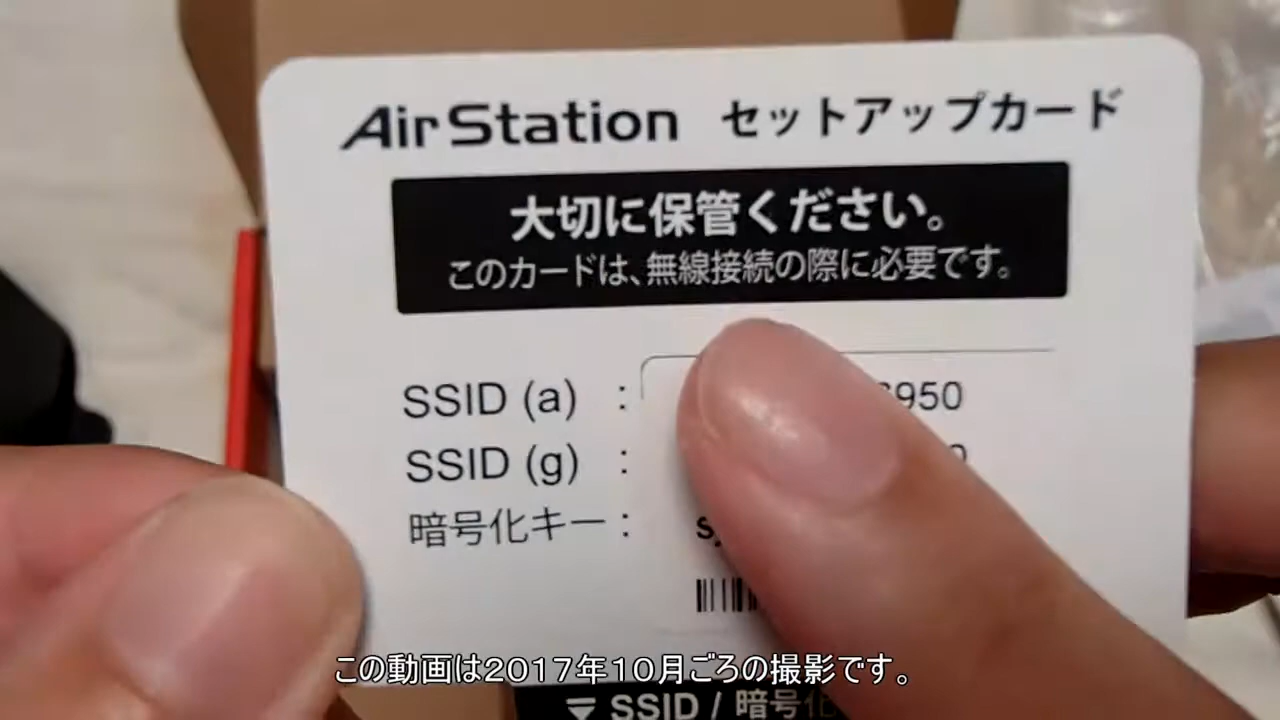 AirStation セットアップカード
大切に保管ください。
このカードは、無線接続の際に必要です。
SSID (a) : 950
SSID (g) :
暗号化キー :
この動画は2017年10月ごろの撮影です。
▼ SSID / 暗号化